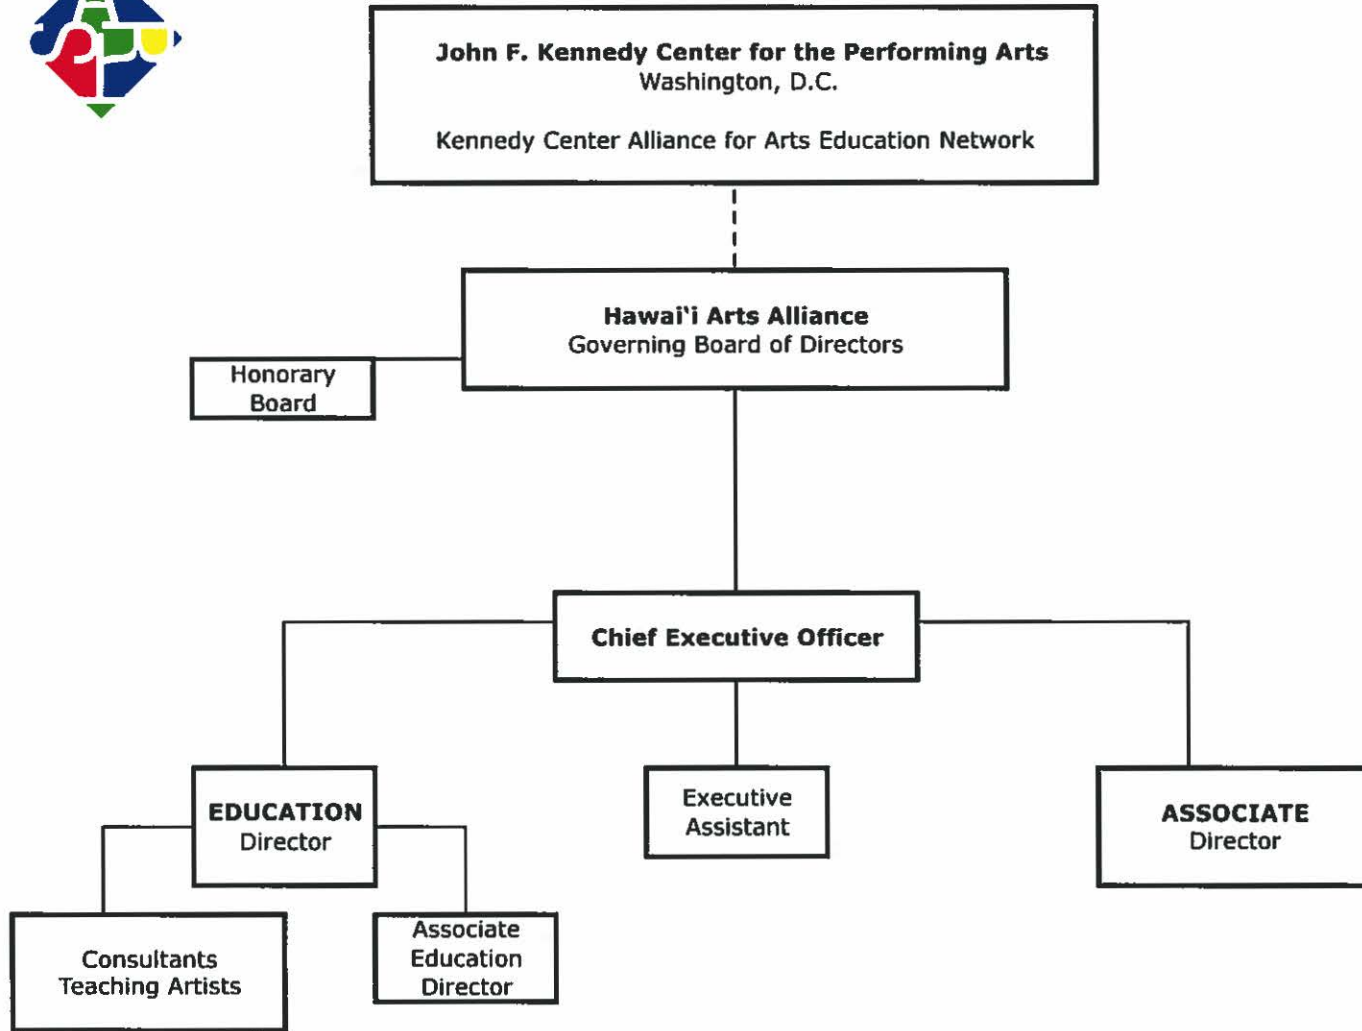 John F. Kennedy Center for the Performing Arts
Washington, D.C.
Kennedy Center Alliance for Arts Education Network
Hawai‘i Arts Alliance
Governing Board of Directors
Honorary
Board
Chief Executive Officer
EDUCATION
Director
Executive
Assistant
ASSOCIATE
Director
Consultants
Teaching Artists
Associate
Education
Director